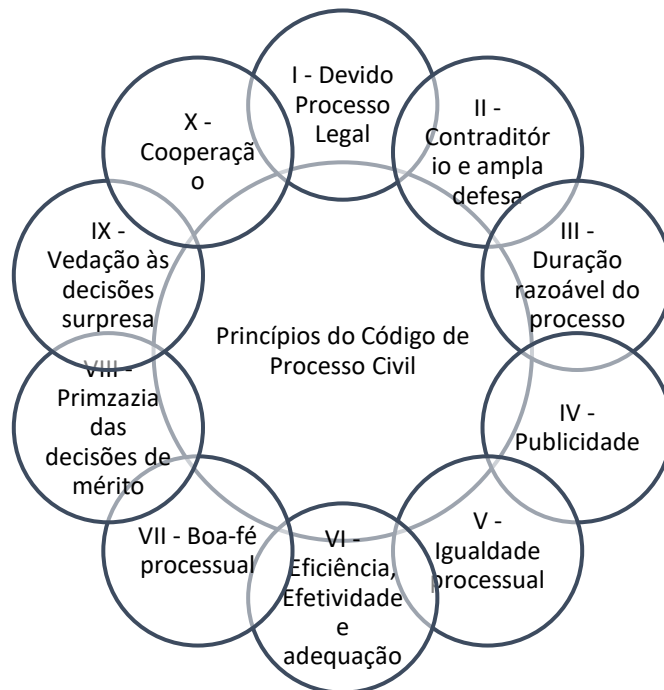 I - Devido
Processo
Legal
II -
Contraditór
io e ampla
defesa
III -
Duração
razoável do
processo
IV -
Publicidade
V -
Igualdade
processual
VI -
Eficiência,
Efetividade
e
adequação
VII - Boa-fé
processual
VIII -
Primzazia
das
decisões de
mérito
IX -
Vedação às
decisões
surpresa
X -
Cooperaçã
o
Princípios do Código de
Processo Civil